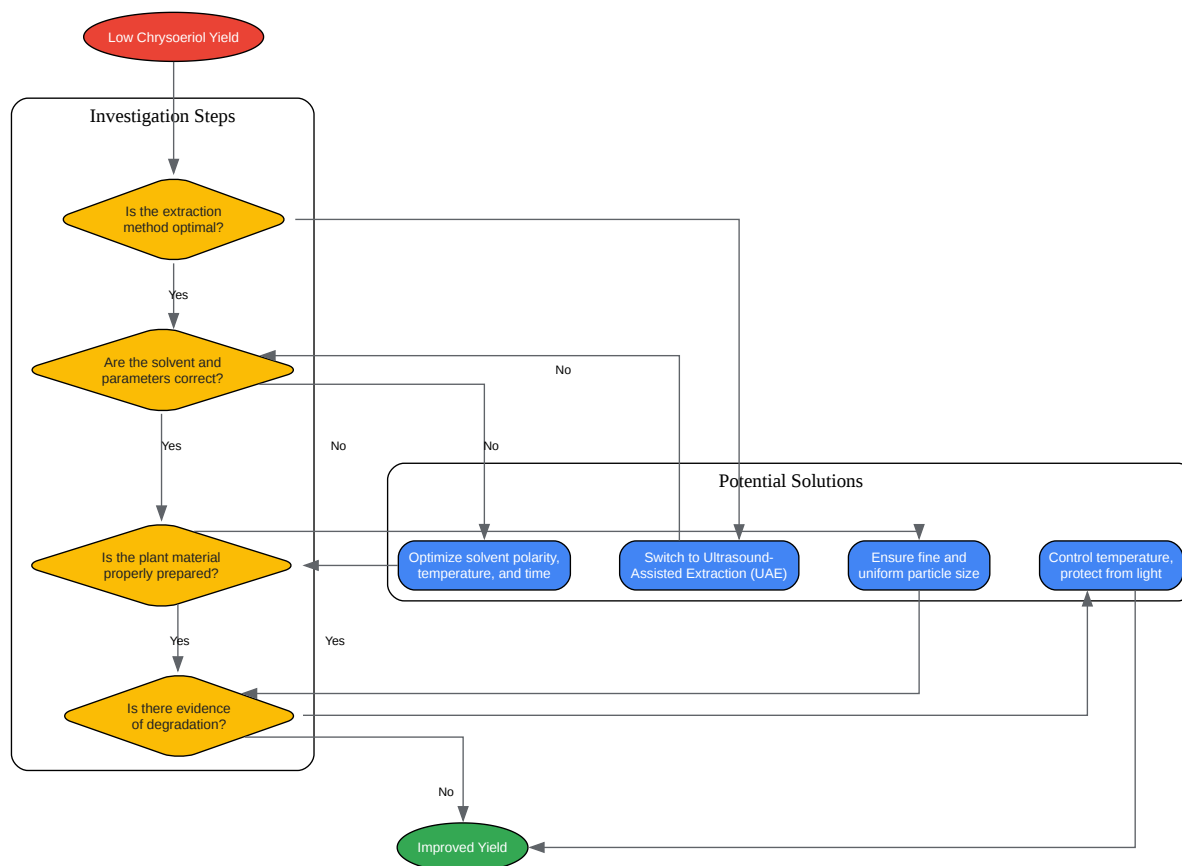 Low Chrysoeriol Yield
Investigation Steps
Is the extraction
method optimal?
Yes
Are the solvent and
parameters correct?
No
Yes
No
No
Potential Solutions
Is the plant material
properly prepared?
Optimize solvent polarity,
temperature, and time
Switch to Ultrasound-
Assisted Extraction (UAE)
Ensure fine and
uniform particle size
Control temperature,
protect from light
Yes
Yes
Is there evidence
of degradation?
No
Improved Yield